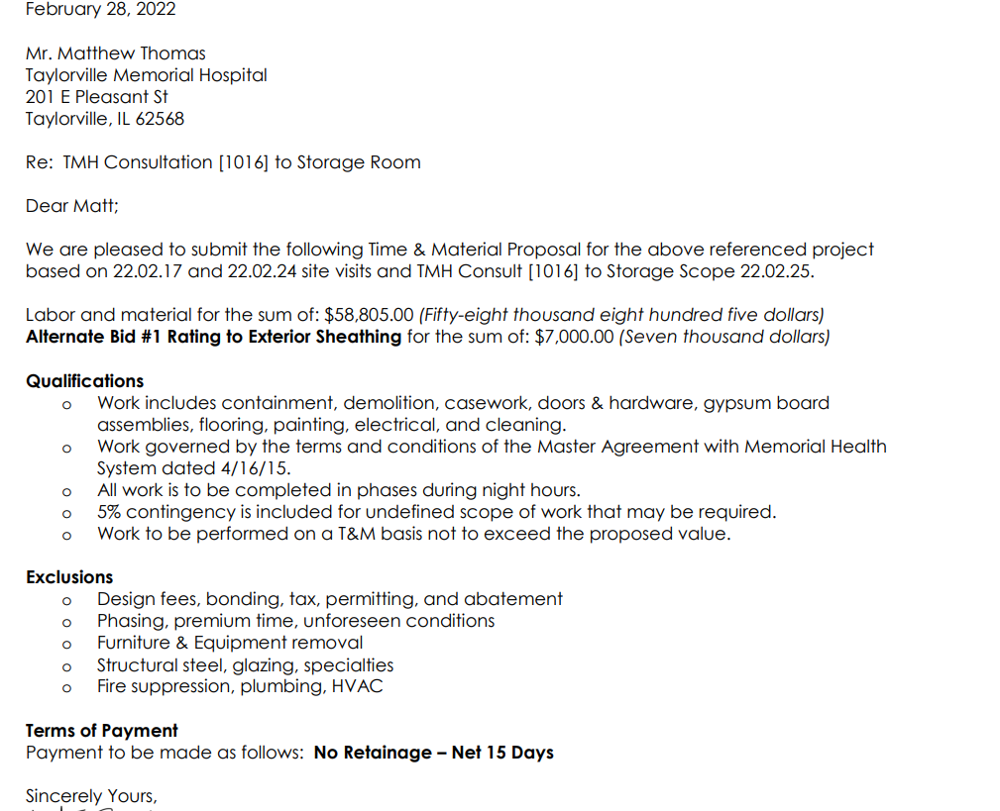 February 28, 2022
Mr. Matthew Thomas
Taylorville Memorial Hospital
201 E Pleasant St
Taylorville, IL 62568
Re:  TMH Consultation [1016] to Storage Room
Dear Matt;
We are pleased to submit the following Time & Material Proposal for the above referenced project
based on 22.02.17 and 22.02.24 site visits and TMH Consult [1016] to Storage Scope 22.02.25.
Labor and material for the sum of: $58,805.00 (Fifty-eight thousand eight hundred five dollars)
Alternate Bid #1 Rating to Exterior Sheathing for the sum of: $7,000.00 (Seven thousand dollars)
Qualifications
o Work includes containment, demolition, casework, doors & hardware, gypsum board
assemblies, flooring, painting, electrical, and cleaning.
o Work governed by the terms and conditions of the Master Agreement with Memorial Health
System dated 4/16/15.
o All work is to be completed in phases during night hours.
o 5% contingency is included for undefined scope of work that may be required.
o Work to be performed on a T&M basis not to exceed the proposed value.
Exclusions
o Design fees, bonding, tax, permitting, and abatement
o Phasing, premium time, unforeseen conditions
o Furniture & Equipment removal
o Structural steel, glazing, specialties
o Fire suppression, plumbing, HVAC
Terms of Payment
Payment to be made as follows:  No Retainage – Net 15 Days
Sincerely Yours,